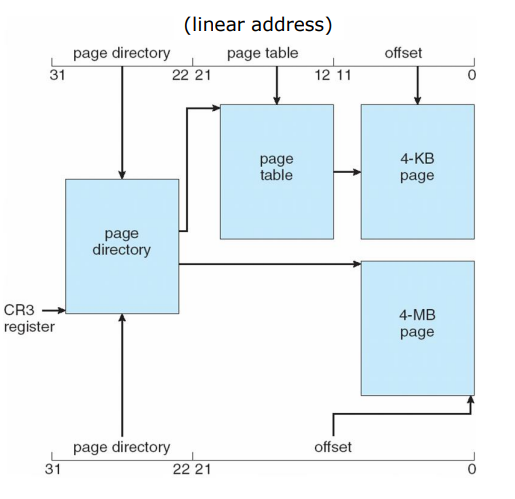 (linear address)
page directory page table offset
31 22 21 12 11 0
page
table
4-KB
page
page
directory
CR3
register
4-MB
page
page directory offset
31 22 21 0